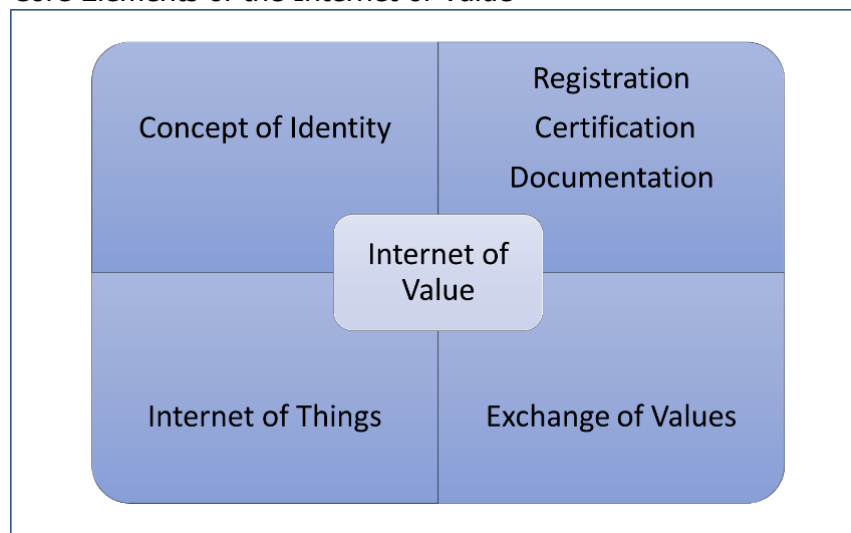 Core Elements of the Internet of Value
Concept of Identity
Registration
Certification
Documentation
Internet of
Value
Internet of Things
Exchange of Values